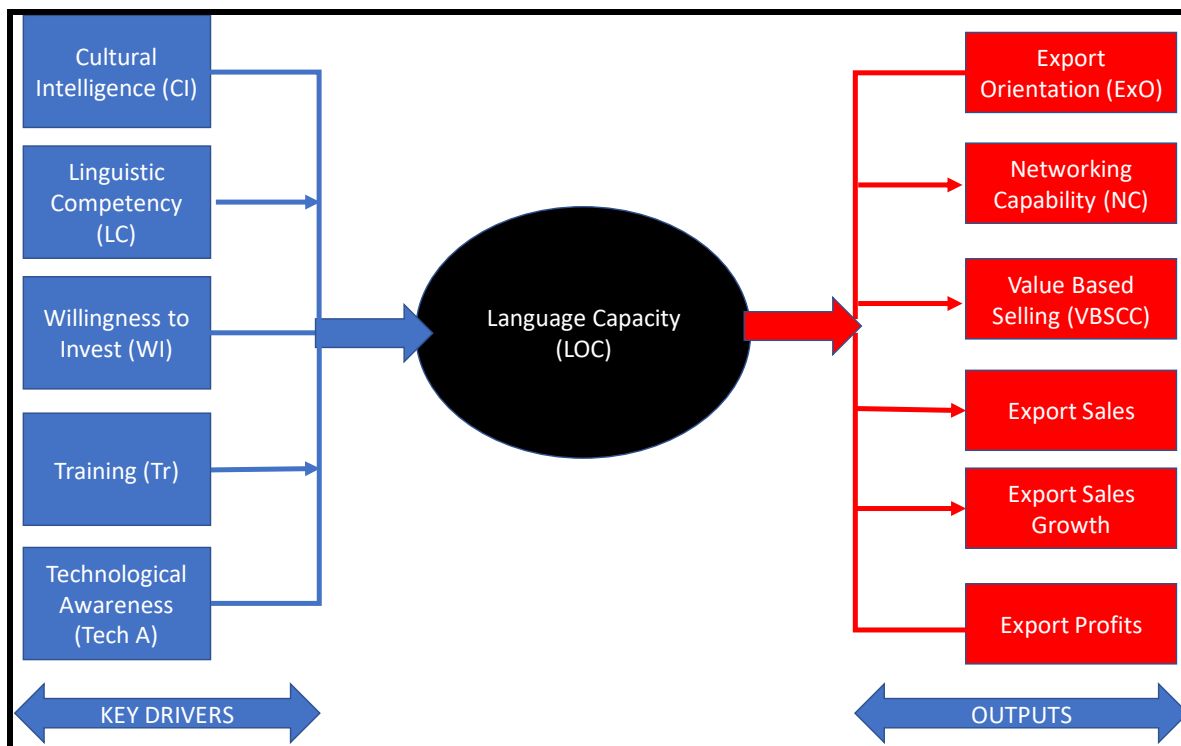 Cultural
Intelligence (CI)
Linguistic
Competency
(LC)
Willingness to
Invest (WI)
Training (Tr)
Technological
Awareness
(Tech A)
KEY DRIVERS
Language Capacity
(LOC)
Export
Orientation (ExO)
Networking
Capability (NC)
Value Based
Selling (VBSCC)
Export Sales
Export Sales
Growth
Export Profits
OUTPUTS